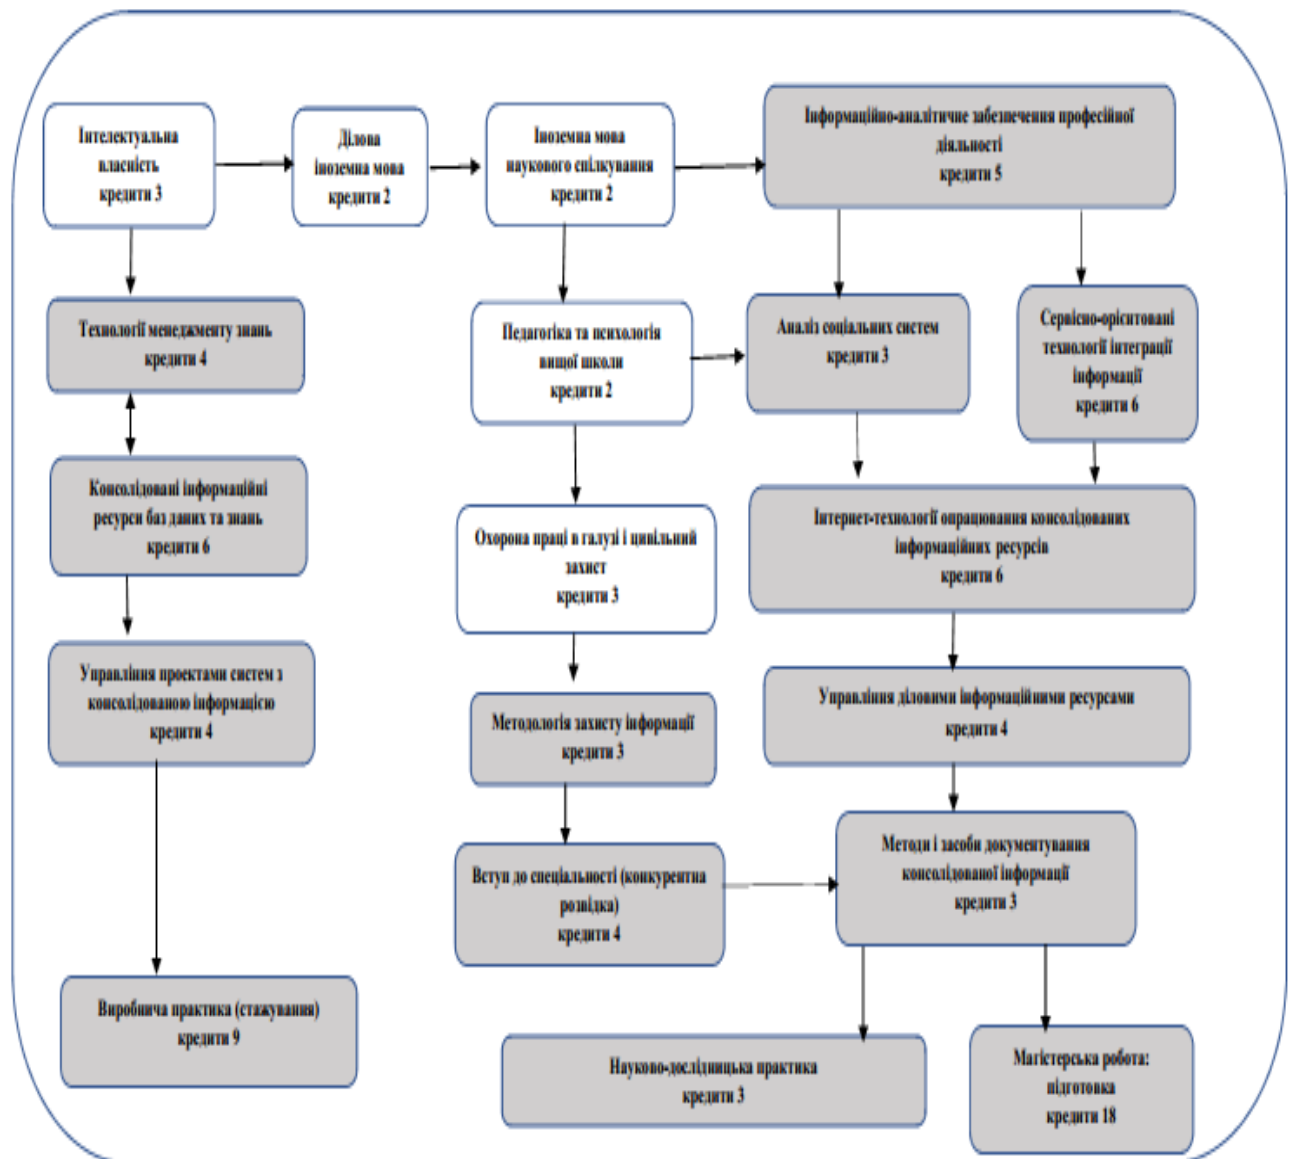 Інтелектуальна
власність
кредити 3
Ділова
іноземна мова
кредити 2
Іноземна мова
наукового спілкування
кредити 2
Інформаційно-аналітичне забезпечення професійної
діяльності
кредити 5
Технології менеджменту знань
кредити 4
Педагогіка та психологія
вищої школи
кредити 2
Аналіз соціальних систем
кредити 3
Сервісно-орієнтовані
технології інтеграції
інформації
кредити 6
Консолідовані інформаційні
ресурси баз даних та знань
кредити 6
Охорона праці в галузі і цивільний
захист
кредити 3
Інтернет-технології опрацювання консолідованих
інформаційних ресурсів
кредити 6
Управління проектами систем з
консолідованою інформацією
кредити 4
Методологія захисту інформації
кредити 3
Управління діловими інформаційними ресурсами
кредити 4
Вступ до спеціальності (конкурентна
розвідка)
кредити 4
Методи і засоби документування
консолідованої інформації
кредити 3
Виробнича практика (стажування)
кредити 9
Науково-дослідницька практика
кредити 3
Магістерська робота:
підготовка
кредити 18